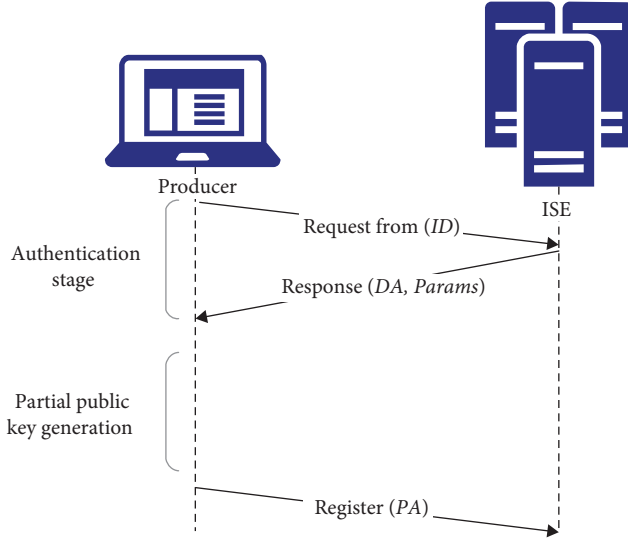 Producer
ISE
Request from (ID)
Authentication
stage
Response (DA, Params)
Partial public
key generation
Register (PA)